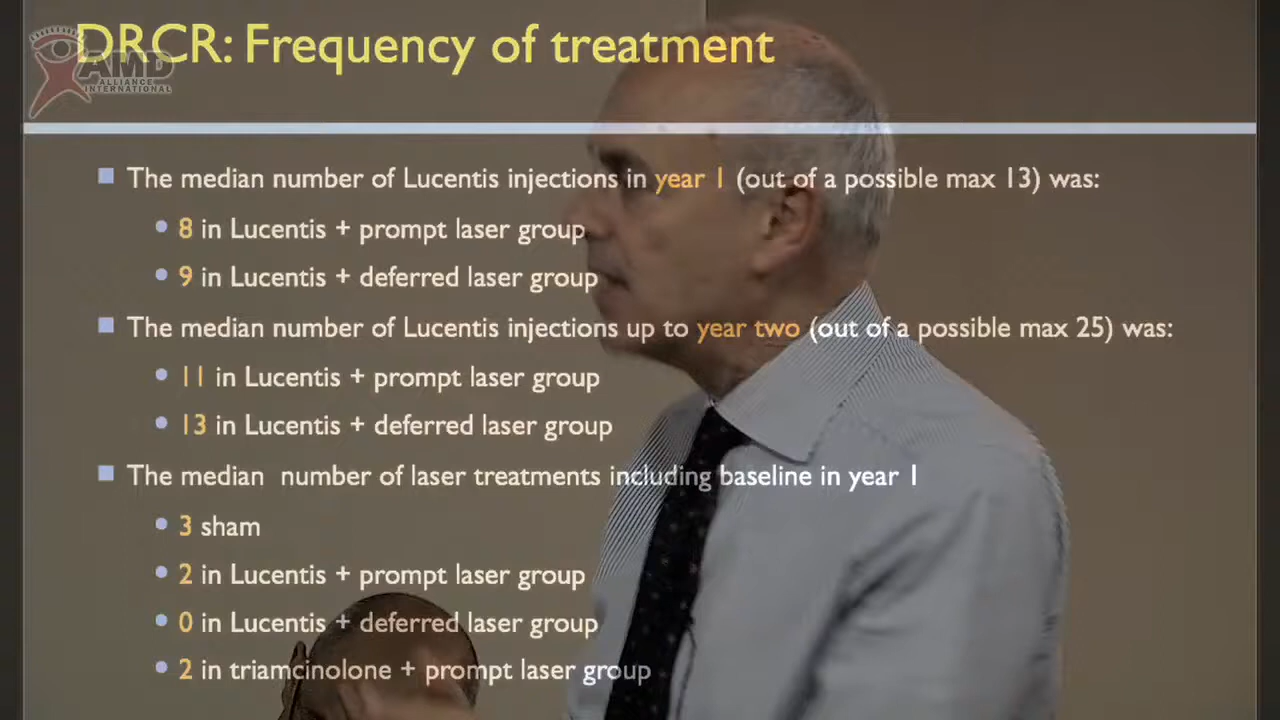 DRCR: Frequency of treatment
AMD
ALLIANCE
INTERNATIONAL
The median number of Lucentis injections in year 1 (out of a possible max 13) was:
8 in Lucentis + prompt laser group
9 in Lucentis + deferred laser group
The median number of Lucentis injections up to year two (out of a possible max 25) was:
11 in Lucentis + prompt laser group
13 in Lucentis + deferred laser group
The median number of laser treatments including baseline in year 1
3 sham
2 in Lucentis + prompt laser group
0 in Lucentis + deferred laser group
2 in triamcinolone + prompt laser group